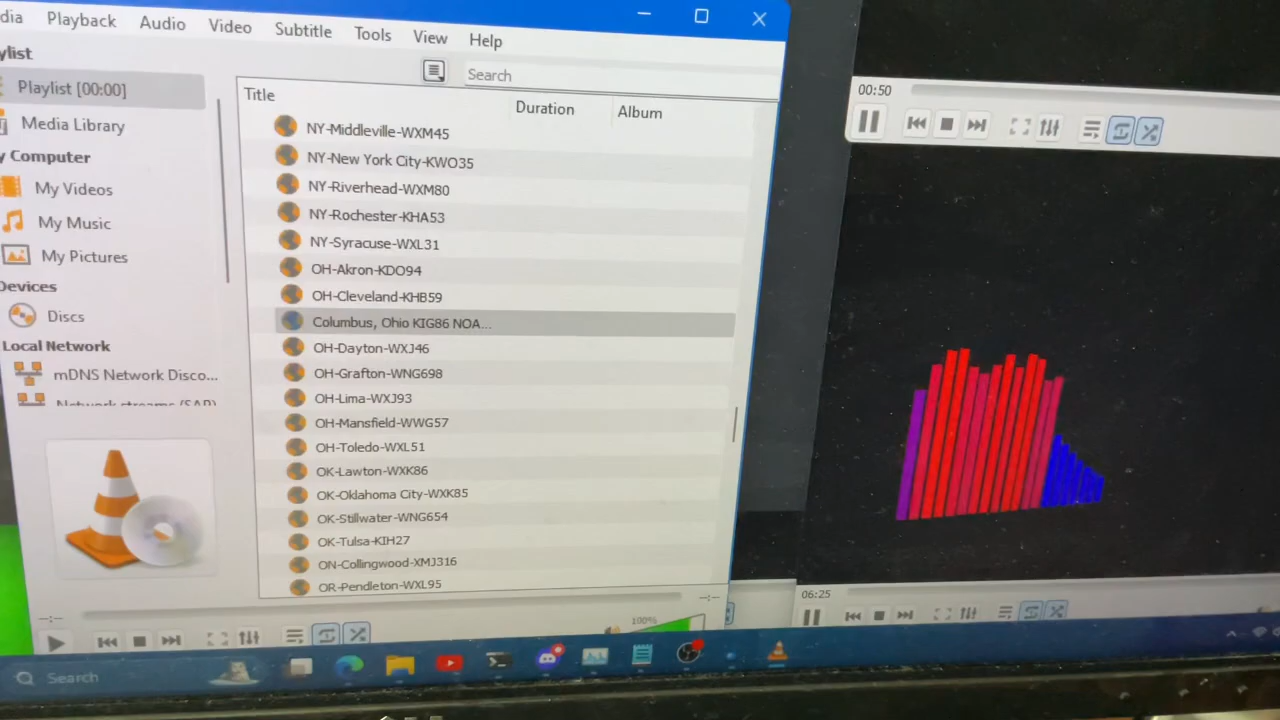 dia Playback Audio Video Subtitle Tools View Help
ylist
Search
Playlist [00:00]
Title Duration Album
Media Library
y Computer
My Videos
My Music
My Pictures
Devices
Discs
Local Network
mDNS Network Disco...
Network streams (SAP)
NY-Middleville-WXM45
NY-New York City-KWO35
NY-Riverhead-WXM80
NY-Rochester-KHA53
NY-Syracuse-WXL31
OH-Akron-KDO94
OH-Cleveland-KHB59
Columbus, Ohio KIG86 NOA...
OH-Dayton-WXJ46
OH-Grafton-WNG698
OH-Lima-WXJ93
OH-Mansfield-WWG57
OH-Toledo-WXL51
OK-Lawton-WXK86
OK-Oklahoma City-WXK85
OK-Stillwater-WNG654
OK-Tulsa-KIH27
ON-Collingwood-XMJ316
OR-Pendleton-WXL95
--:--
--:--
100%
00:50
06:25
Search